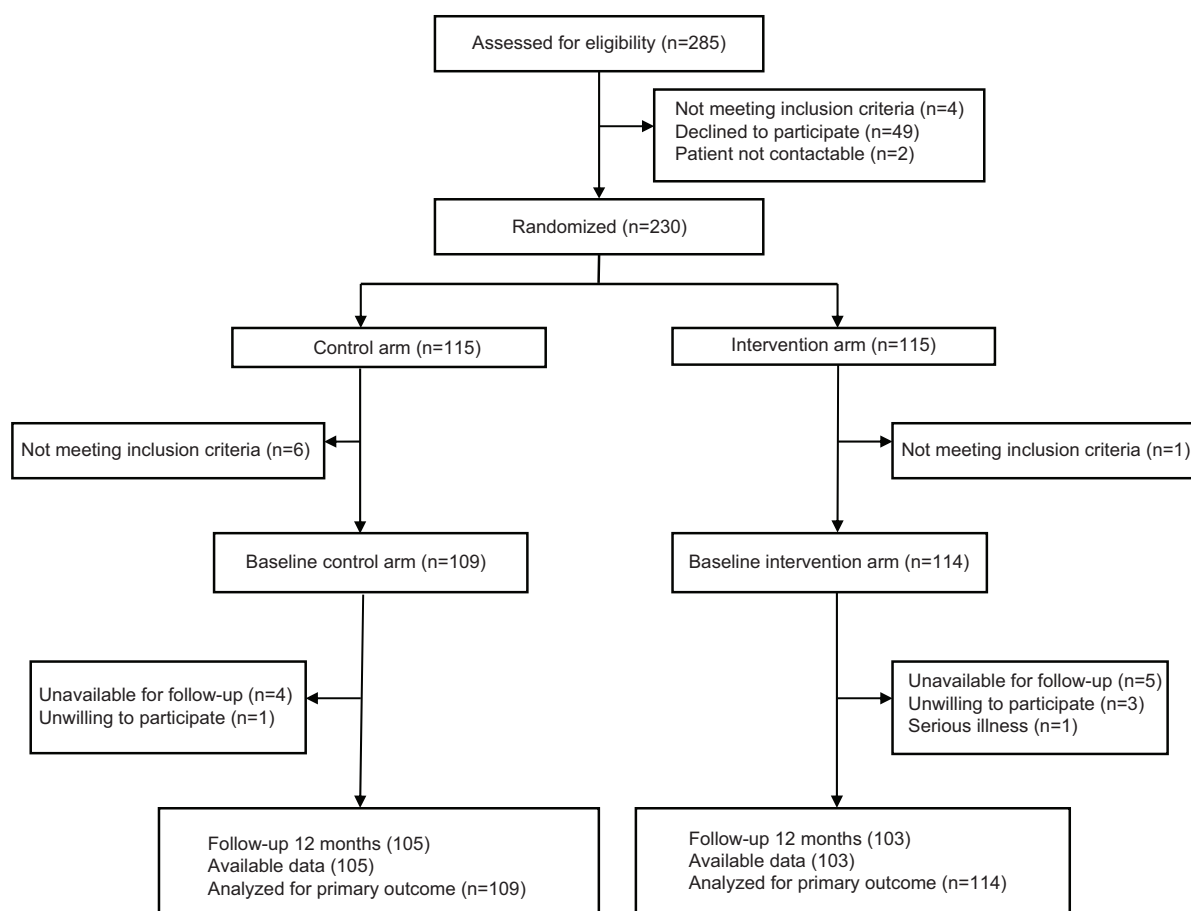 Assessed for eligibility (n=285)
Not meeting inclusion criteria (n=4)
Declined to participate (n=49)
Patient not contactable (n=2)
Randomized (n=230)
Control arm (n=115)
Intervention arm (n=115)
Not meeting inclusion criteria (n=6)
Not meeting inclusion criteria (n=1)
Baseline control arm (n=109)
Baseline intervention arm (n=114)
Unavailable for follow-up (n=4)
Unwilling to participate (n=1)
Unavailable for follow-up (n=5)
Unwilling to participate (n=3)
Serious illness (n=1)
Follow-up 12 months (105)
Available data (105)
Analyzed for primary outcome (n=109)
Follow-up 12 months (103)
Available data (103)
Analyzed for primary outcome (n=114)